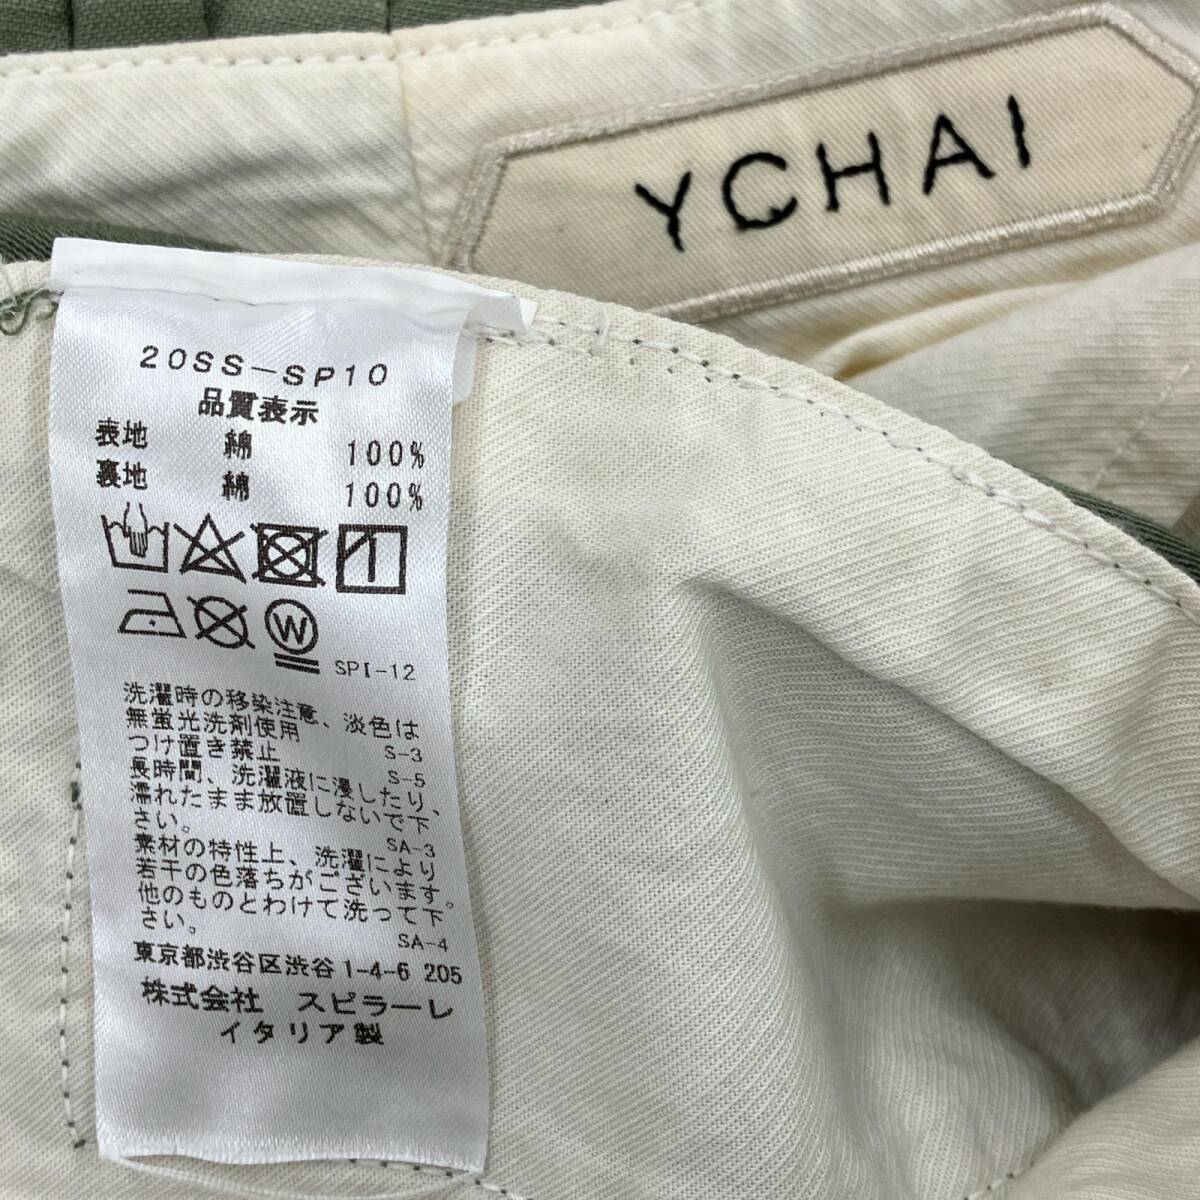 YCHAI
20SS-SP10
品質表示
表地 綿 100%
裏地 綿 100%
W
SPI-12
洗濯時の移染注意、淡色は
無蛍光洗剤使用
つけ置き禁止 S-3
S-5
長時間、洗濯液に浸したり、
濡れたまま放置しないで下
さい。
SA-3
素材の特性上、洗濯により
若干の色落ちがございます。
他のものとわけて洗って下
さい。
SA-4
東京都渋谷区渋谷1-4-6 205
株式会社 スピラーレ
イタリア製